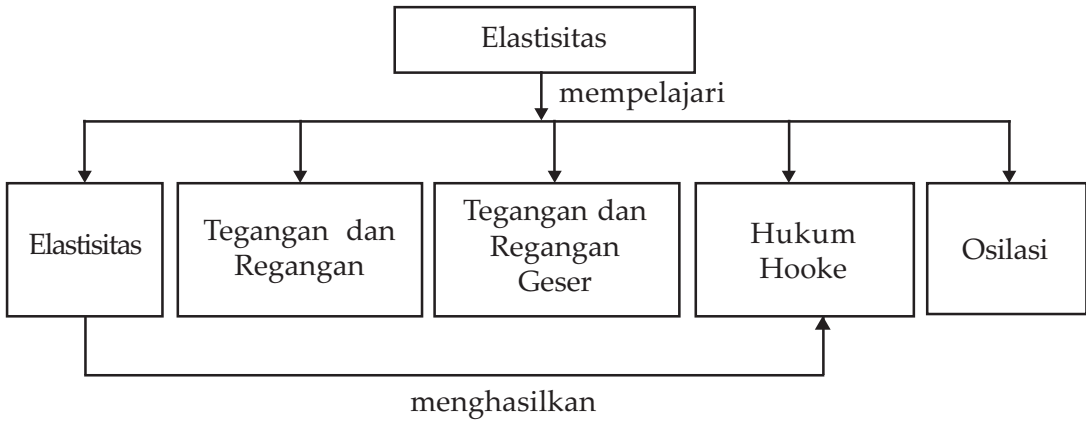 Elastisitas
mempelajari
Elastisitas
Tegangan dan
Regangan
Tegangan dan
Regangan
Geser
Hukum
Hooke
Osilasi
menghasilkan